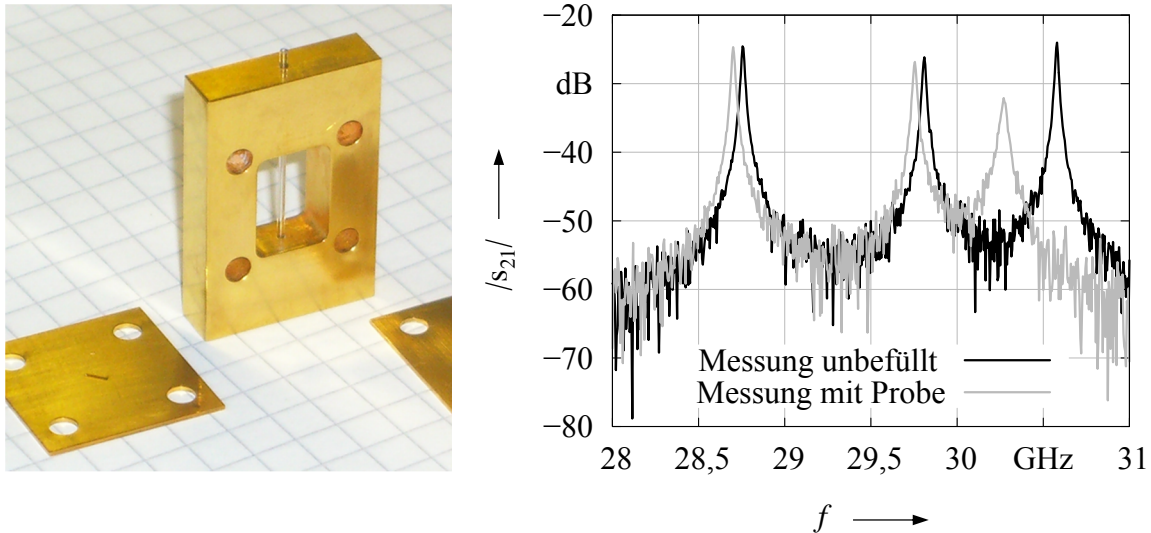 −20
dB
−40
−50
−60
−70
−80
/s21/
Messung unbefüllt
Messung mit Probe
28
28,5
29
29,5
30
GHz
31
f